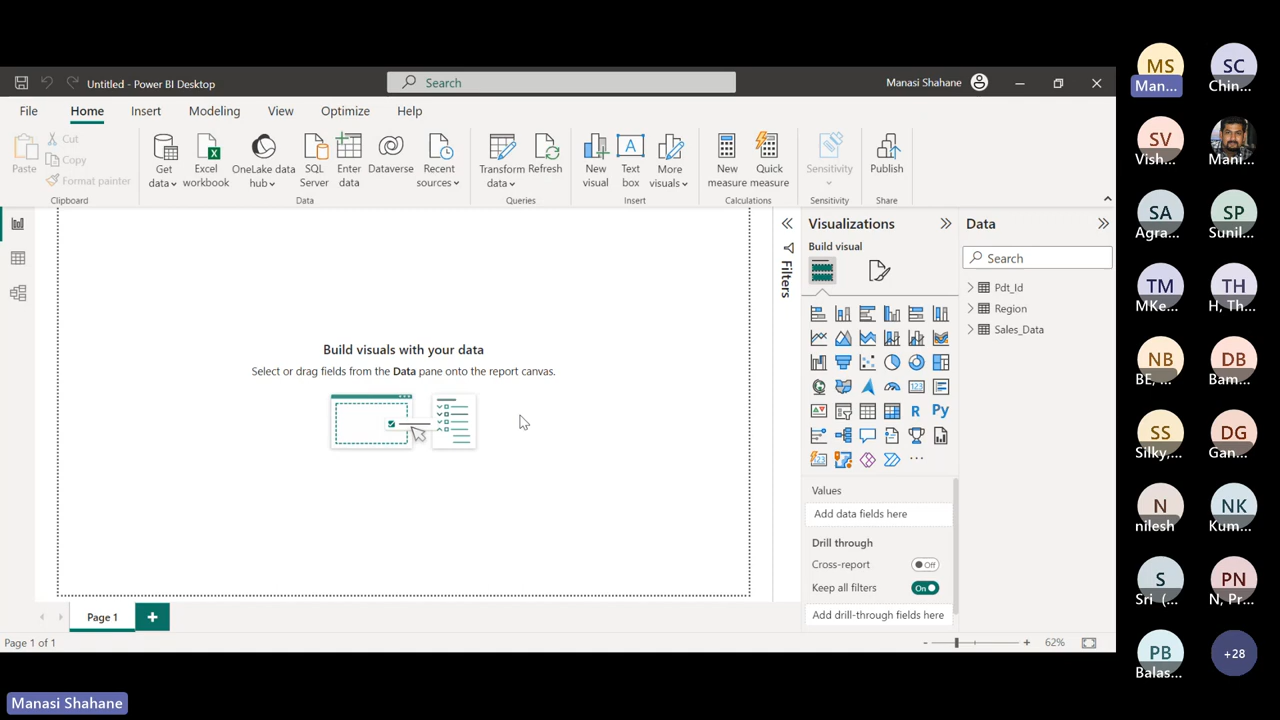 Untitled - Power BI Desktop
Search
Manasi Shahane
File Home Insert Modeling View Optimize Help
Paste
Cut
Copy
Format painter
Clipboard
Get data
Excel workbook
OneLake data hub
SQL Server
Enter data
Dataverse
Recent sources
Data
Transform data
Refresh
Queries
New visual
Text box
More visuals
Insert
New measure
Quick measure
Calculations
Sensitivity
Sensitivity
Publish
Share
Build visuals with your data
Select or drag fields from the Data pane onto the report canvas.
Filters
Visualizations
Build visual
R
Py
123
Values
Add data fields here
Drill through
Cross-report
Off
Keep all filters
On
Add drill-through fields here
Data
Search
Pdt_Id
Region
Sales_Data
Page 1
Page 1 of 1
- + 62%
Manasi Shahane
MS
Man...
SC
Chin...
SV
Vish...
Mani...
SA
Agra...
SP
Sunil...
TM
MKe...
TH
H, Th...
NB
BE, ...
DB
Bam...
SS
Silky,...
DG
Gan...
N
nilesh
NK
Kum...
S
Sri (...
PN
N, Pr...
PB
Balas...
+28